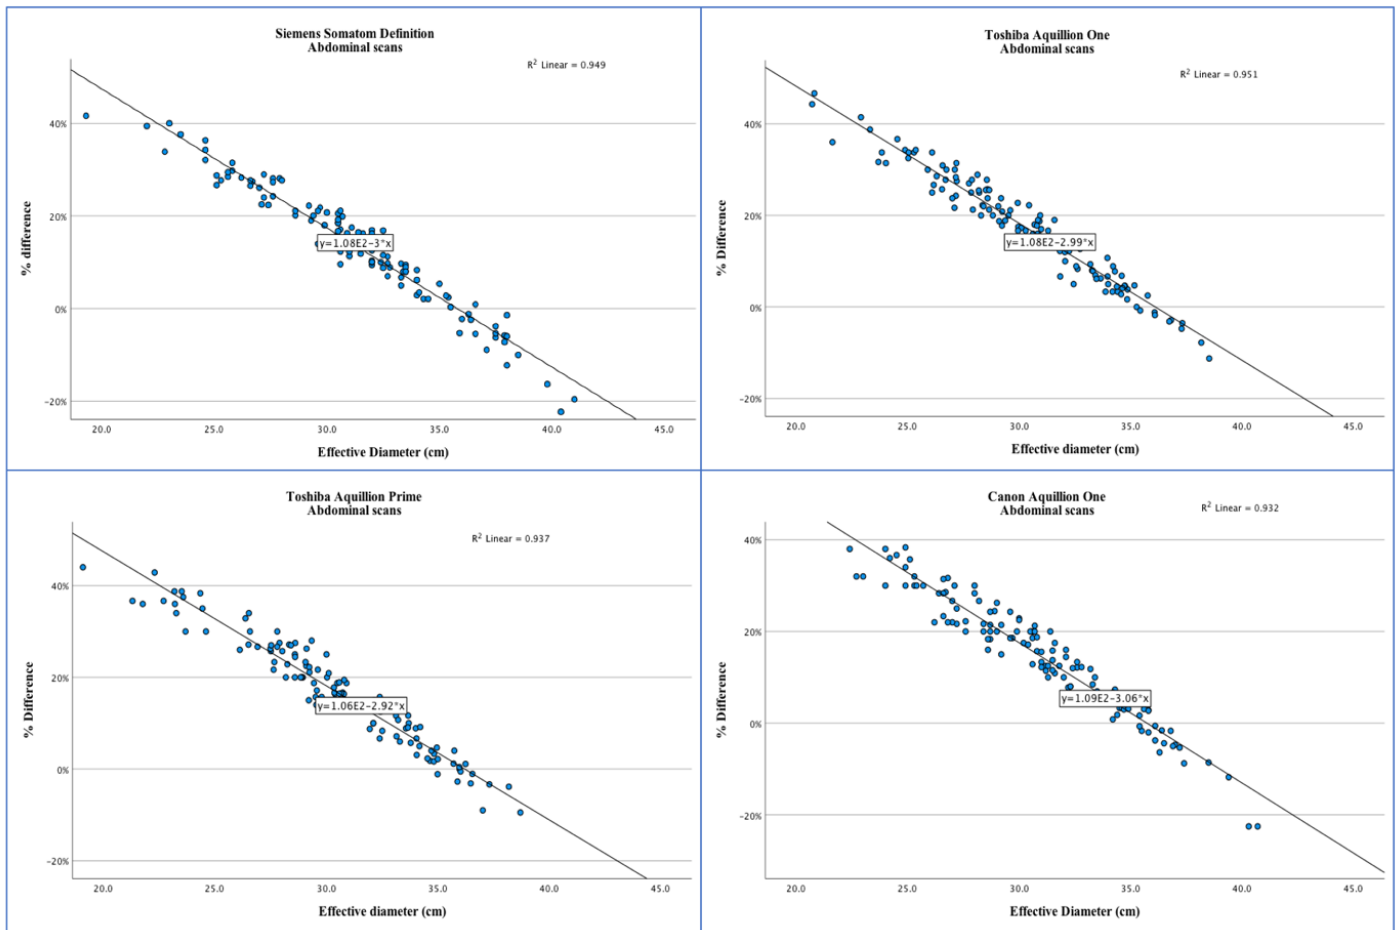 Siemens Somatom Definition
Abdominal scans
R² Linear = 0.949
% difference
40%
20%
0%
-20%
y=1.08E2-3*x
20.0
25.0
30.0
35.0
40.0
45.0
Effective Diameter (cm)
Toshiba Aquillion One
Abdominal scans
R² Linear = 0.951
% Difference
40%
20%
0%
-20%
y=1.08E2-2.99*x
20.0
25.0
30.0
35.0
40.0
45.0
Effective diameter (cm)
Toshiba Aquillion Prime
Abdominal scans
R² Linear = 0.937
% Difference
40%
20%
0%
-20%
y=1.06E2-2.92*x
20.0
25.0
30.0
35.0
40.0
45.0
Effective diameter (cm)
Canon Aquillion One
Abdominal scans
R² Linear = 0.932
% Difference
40%
20%
0%
-20%
y=1.09E2-3.06*x
20.0
25.0
30.0
35.0
40.0
45.0
Effective Diameter (cm)